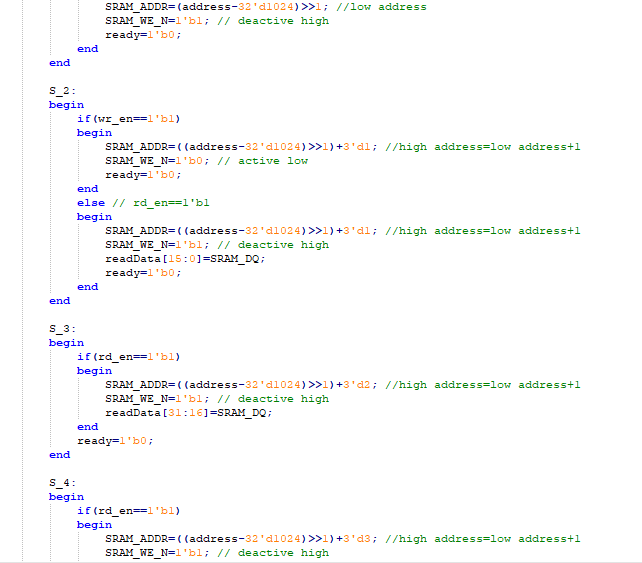 SRAM_ADDR=(address-32'd1024)>>1; //low address
SRAM_WE_N=1'b1; // deactive high
ready=1'b0;
end
end
S_2:
begin
if(wr_en==1'b1)
begin
SRAM_ADDR=((address-32'd1024)>>1)+3'd1; //high address=low address+1
SRAM_WE_N=1'b0; // active low
ready=1'b0;
end
else // rd_en==1'b1
begin
SRAM_ADDR=((address-32'd1024)>>1)+3'd1; //high address=low address+1
SRAM_WE_N=1'b1; // deactive high
readData[15:0]=SRAM_DQ;
ready=1'b0;
end
end
S_3:
begin
if(rd_en==1'b1)
begin
SRAM_ADDR=((address-32'd1024)>>1)+3'd2; //high address=low address+1
SRAM_WE_N=1'b1; // deactive high
readData[31:16]=SRAM_DQ;
end
ready=1'b0;
end
S_4:
begin
if(rd_en==1'b1)
begin
SRAM_ADDR=((address-32'd1024)>>1)+3'd3; //high address=low address+1
SRAM_WE_N=1'b1; // deactive high